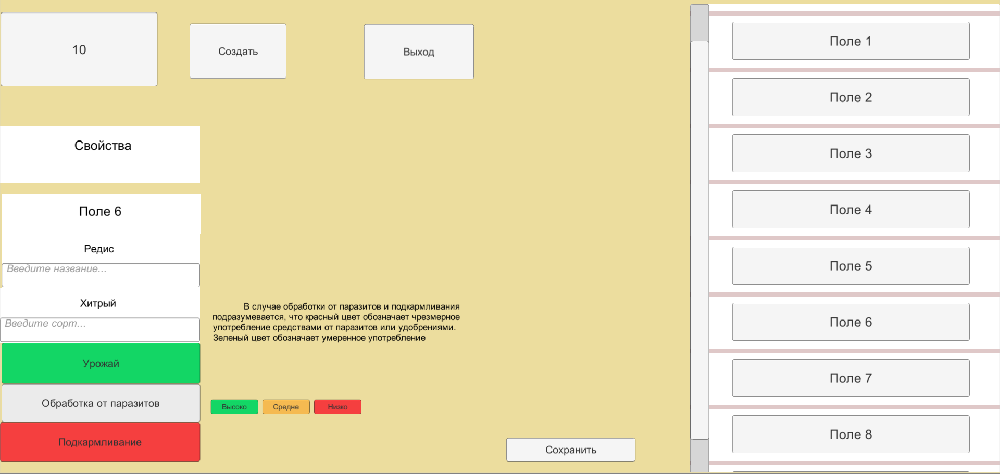 10
Создать
Выход
Свойства
Поле 6
Редис
Введите название...
Хитрый
Введите сорт...
Урожай
Обработка от паразитов
Подкармливание
В случае обработки от паразитов и подкармливания
подразумевается, что красный цвет обозначает чрезмерное
употребление средствами от паразитов или удобрениями.
Зеленый цвет обозначает умеренное употребление
Высоко
Средне
Низко
Сохранить
Поле 1
Поле 2
Поле 3
Поле 4
Поле 5
Поле 6
Поле 7
Поле 8